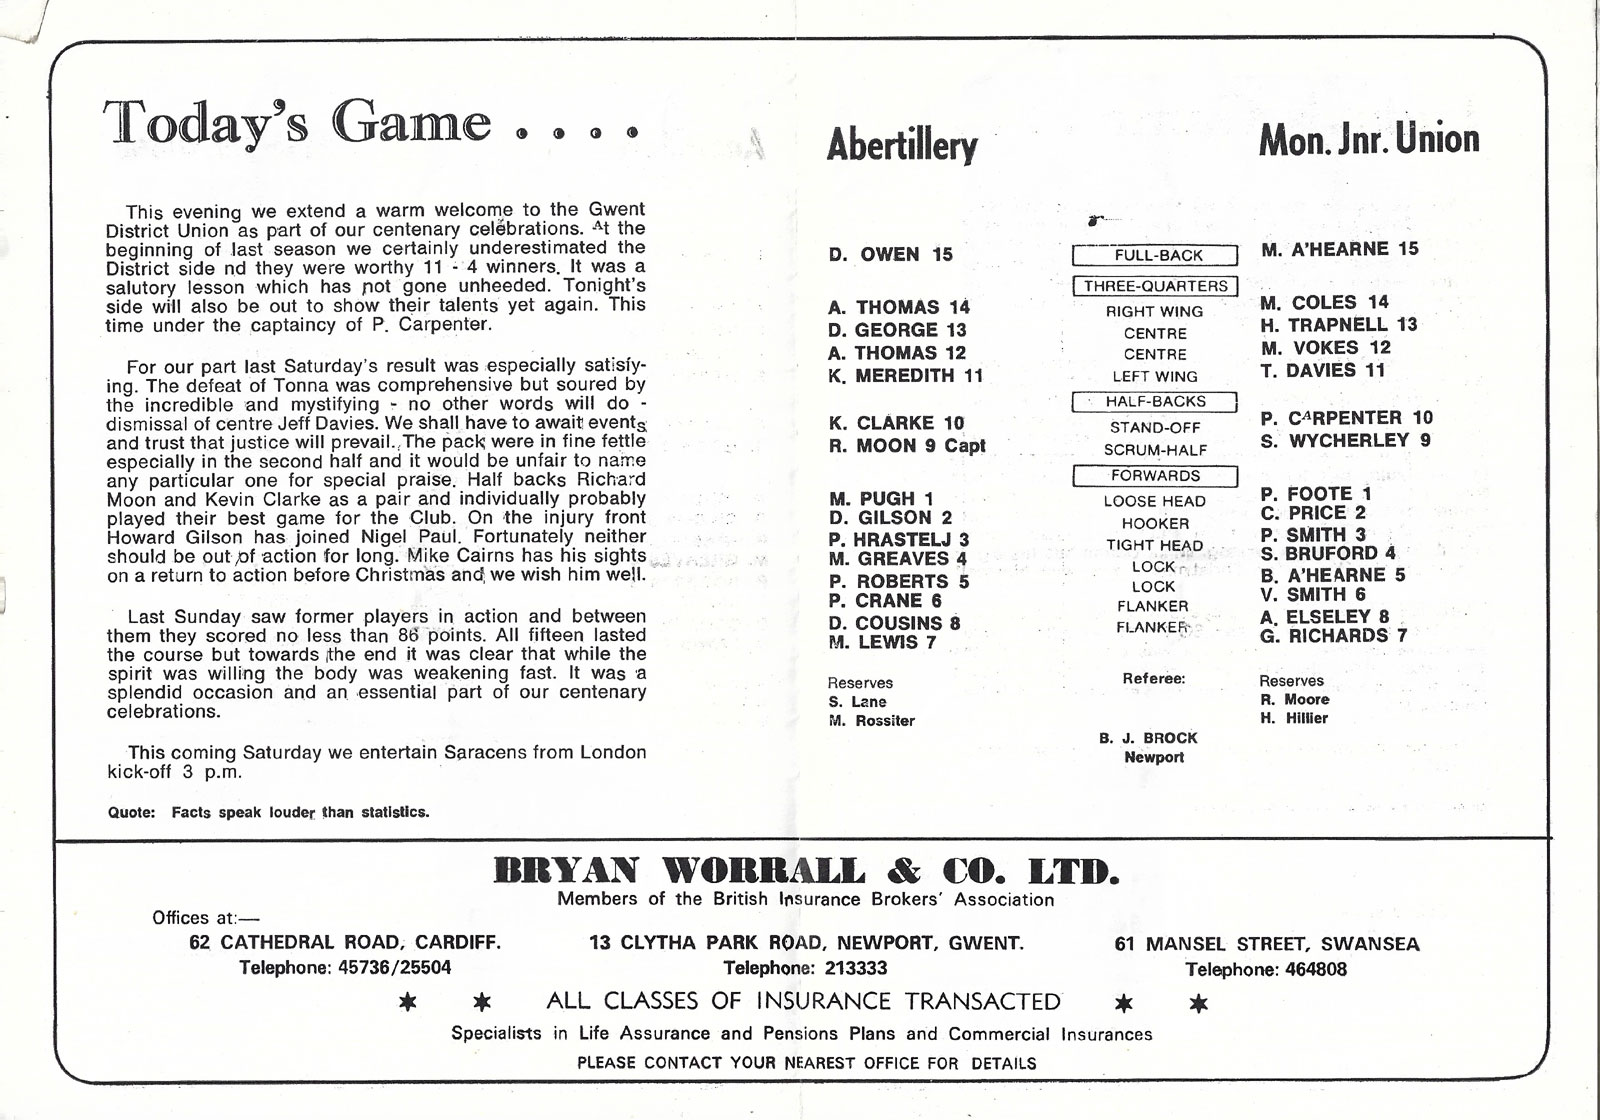 Today's Game . . . .
This evening we extend a warm welcome to the Gwent
District Union as part of our centenary celebrations. At the
beginning of last season we certainly underestimated the
District side nd they were worthy 11 - 4 winners. It was a
salutory lesson which has not gone unheeded. Tonight's
side will also be out to show their talents yet again. This
time under the captaincy of P. Carpenter.
For our part last Saturday's result was especially satisfy-
ing. The defeat of Tonna was comprehensive but soured by
the incredible and mystifying - no other words will do -
dismissal of centre Jeff Davies. We shall have to await events
and trust that justice will prevail. The pack were in fine fettle
especially in the second half and it would be unfair to name
any particular one for special praise. Half backs Richard
Moon and Kevin Clarke as a pair and individually probably
played their best game for the Club. On the injury front
Howard Gilson has joined Nigel Paul. Fortunately neither
should be out of action for long. Mike Cairns has his sights
on a return to action before Christmas and we wish him well.
Last Sunday saw former players in action and between
them they scored no less than 86 points. All fifteen lasted
the course but towards the end it was clear that while the
spirit was willing the body was weakening fast. It was a
splendid occasion and an essential part of our centenary
celebrations.
This coming Saturday we entertain Saracens from London
kick-off 3 p.m.
Quote: Facts speak louder than statistics.
Abertillery
Mon. Jnr. Union
D. OWEN 15
FULL-BACK
M. A'HEARNE 15
THREE-QUARTERS
A. THOMAS 14
RIGHT WING
M. COLES 14
D. GEORGE 13
CENTRE
H. TRAPNELL 13
A. THOMAS 12
CENTRE
M. VOKES 12
K. MEREDITH 11
LEFT WING
T. DAVIES 11
HALF-BACKS
K. CLARKE 10
STAND-OFF
P. CARPENTER 10
R. MOON 9 Capt
SCRUM-HALF
S. WYCHERLEY 9
FORWARDS
M. PUGH 1
LOOSE HEAD
P. FOOTE 1
D. GILSON 2
HOOKER
C. PRICE 2
P. HRASTELJ 3
TIGHT HEAD
P. SMITH 3
M. GREAVES 4
LOCK
S. BRUFORD 4
P. ROBERTS 5
LOCK
B. A'HEARNE 5
P. CRANE 6
FLANKER
V. SMITH 6
D. COUSINS 8
FLANKER
A. ELSELEY 8
M. LEWIS 7
G. RICHARDS 7
Reserves
Referee:
Reserves
S. Lane
R. Moore
M. Rossiter
H. Hillier
B. J. BROCK
Newport
BRYAN WORRALL & CO. LTD.
Members of the British Insurance Brokers' Association
Offices at:—
62 CATHEDRAL ROAD, CARDIFF.
13 CLYTHA PARK ROAD, NEWPORT, GWENT.
61 MANSEL STREET, SWANSEA
Telephone: 45736/25504
Telephone: 213333
Telephone: 464808
✶ ✶ ALL CLASSES OF INSURANCE TRANSACTED ✶ ✶
Specialists in Life Assurance and Pensions Plans and Commercial Insurances
PLEASE CONTACT YOUR NEAREST OFFICE FOR DETAILS